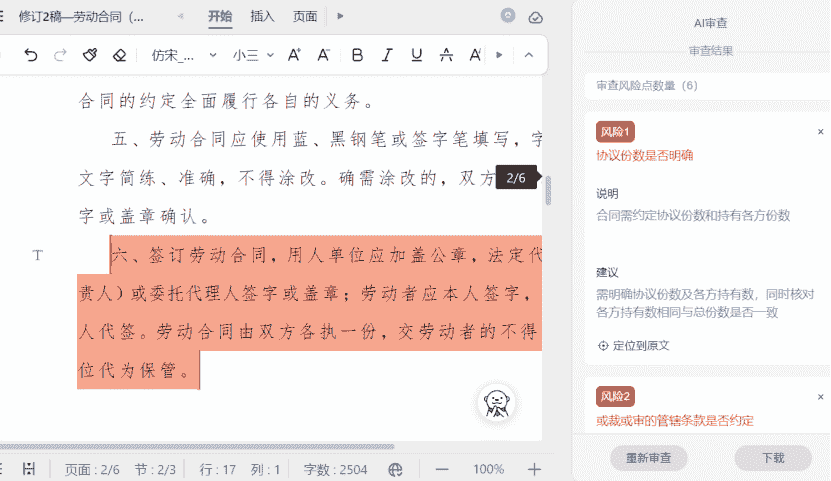 修订2稿—劳动合同（...
开始
插入
页面
仿宋_...
小三
A+
A-
B
I
U
A
A
合同的约定全面履行各自的义务。
五、劳动合同应使用蓝、黑钢笔或签字笔填写，字
文字简练、准确，不得涂改。确需涂改的，双方
2/6
字或盖章确认。
六、签订劳动合同，用人单位应加盖公章，法定代
责人）或委托代理人签字或盖章；劳动者应本人签字，
人代签。劳动合同由双方各执一份，交劳动者的不得
位代为保管。
页面：2/6
节：2/3
行：17
列：1
字数：2504
100%
AI审查
审查结果
审查风险点数量（6）
风险1
协议份数是否明确
说明
合同需约定协议份数和持有各方份数
建议
需明确协议份数及各方持有数，同时核对
各方持有数相同与总份数是否一致
定位到原文
风险2
或裁或审的管辖条款是否约定
重新审查
下载